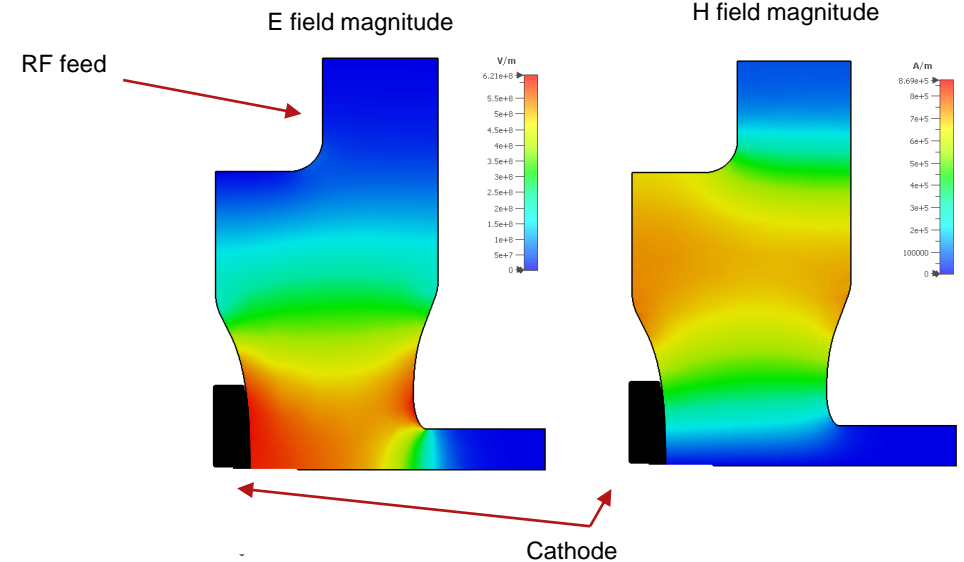 E field magnitude
H field magnitude
RF feed
V/m
6.21e+8
5.5e+8
5e+8
4.5e+8
4e+8
3.5e+8
3e+8
2.5e+8
2e+8
1.5e+8
1e+8
5e+7
0
A/m
8.69e+5
8e+5
7e+5
6e+5
5e+5
4e+5
3e+5
2e+5
100000
0
Cathode